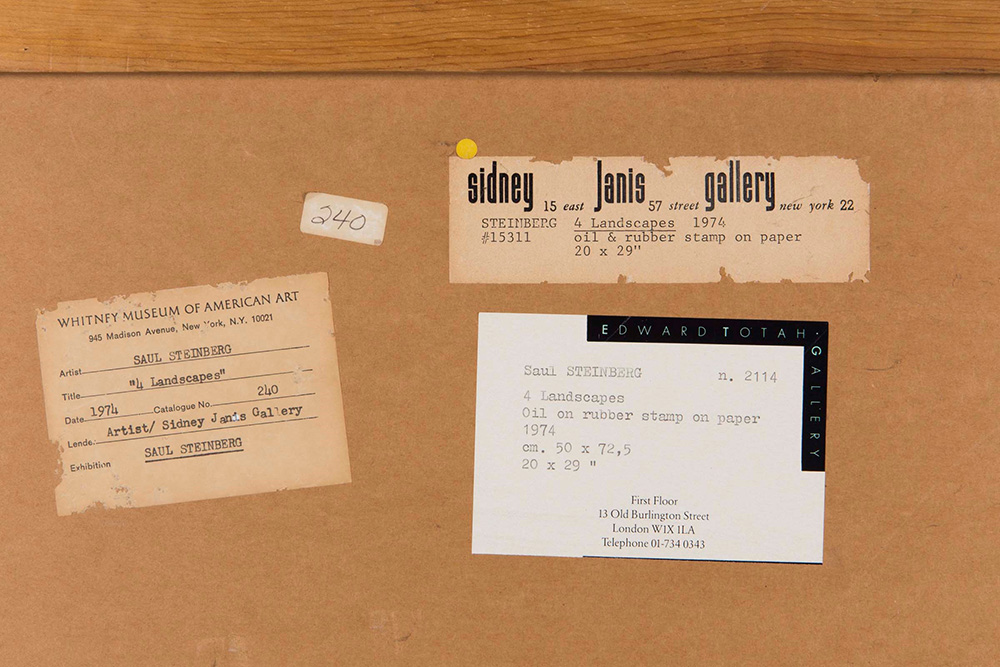 sidney janis gallery
15 east 57 street new york 22
STEINBERG 4 Landscapes 1974
#15311 oil & rubber stamp on paper
20 x 29"
240
WHITNEY MUSEUM OF AMERICAN ART
945 Madison Avenue, New York, N.Y. 10021
Artist SAUL STEINBERG
Title "4 Landscapes"
Date 1974 Catalogue No. 240
Lende Artist/ Sidney Janis Gallery
Exhibition SAUL STEINBERG
EDWARD TOTAH · GALLERY
Saul STEINBERG n. 2114
4 Landscapes
Oil on rubber stamp on paper
1974
cm. 50 x 72,5
20 x 29 "
First Floor
13 Old Burlington Street
London W1X 1LA
Telephone 01-734 0343